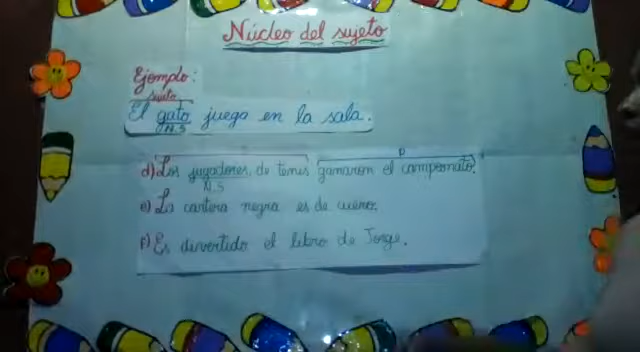 Núcleo del sujeto
Ejemplo:
sujeto
El gato juega en la sala.
N.S
P
d) Los jugadores de tenis ganaron el campeonato.
N.S
e) La cartera negra es de cuero.
f) Es divertido el libro de Jorge.